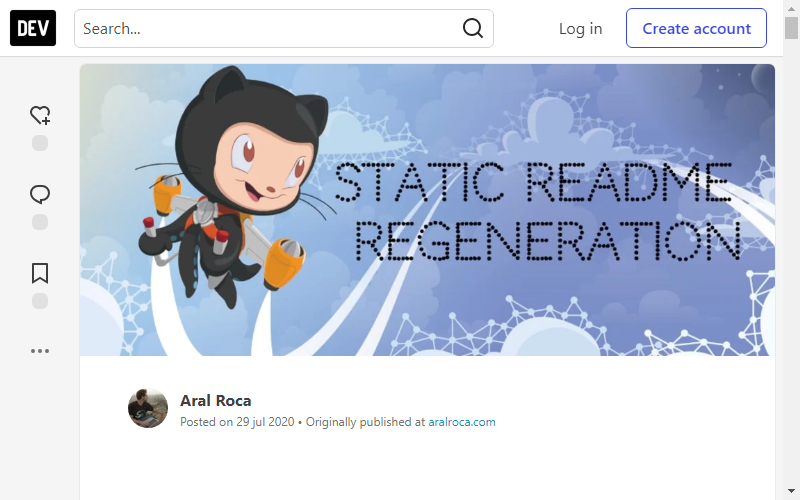 DEV
Search...
Log in
Create account
STATIC README
REGENERATION
Aral Roca
Posted on 29 jul 2020 • Originally published at aralroca.com